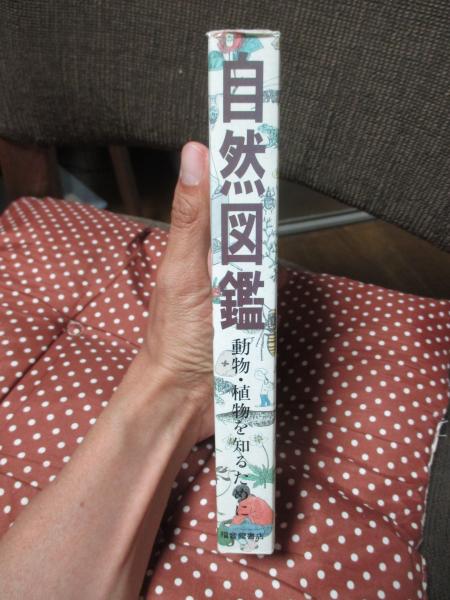 自然図鑑
動物・植物を知るために
福音館書店